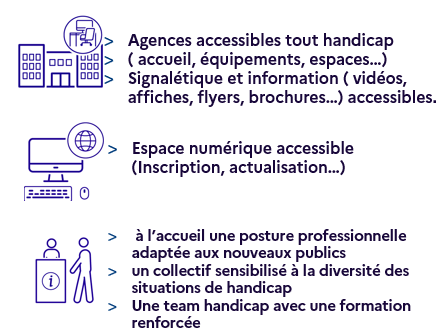 > Agences accessibles tout handicap
> ( accueil, équipements, espaces...)
> Signalétique et information ( vidéos,
affiches, flyers, brochures...) accessibles.
> Espace numérique accessible
(Inscription, actualisation...)
> à l’accueil une posture professionnelle
adaptée aux nouveaux publics
> un collectif sensibilisé à la diversité des
situations de handicap
> Une team handicap avec une formation
renforcée